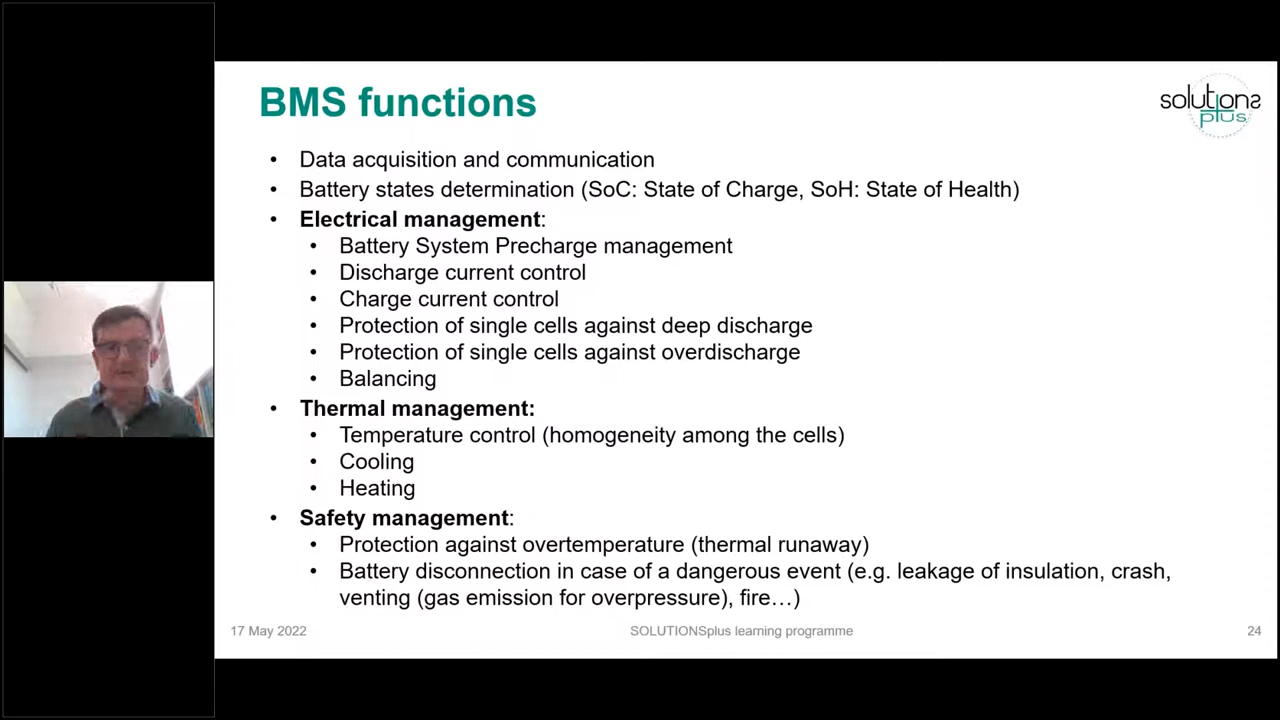 BMS functions
solutions
plus
• Data acquisition and communication
• Battery states determination (SoC: State of Charge, SoH: State of Health)
• Electrical management:
• Battery System Precharge management
• Discharge current control
• Charge current control
• Protection of single cells against deep discharge
• Protection of single cells against overdischarge
• Balancing
• Thermal management:
• Temperature control (homogeneity among the cells)
• Cooling
• Heating
• Safety management:
• Protection against overtemperature (thermal runaway)
• Battery disconnection in case of a dangerous event (e.g. leakage of insulation, crash,
venting (gas emission for overpressure), fire…)
17 May 2022
SOLUTIONSplus learning programme
24